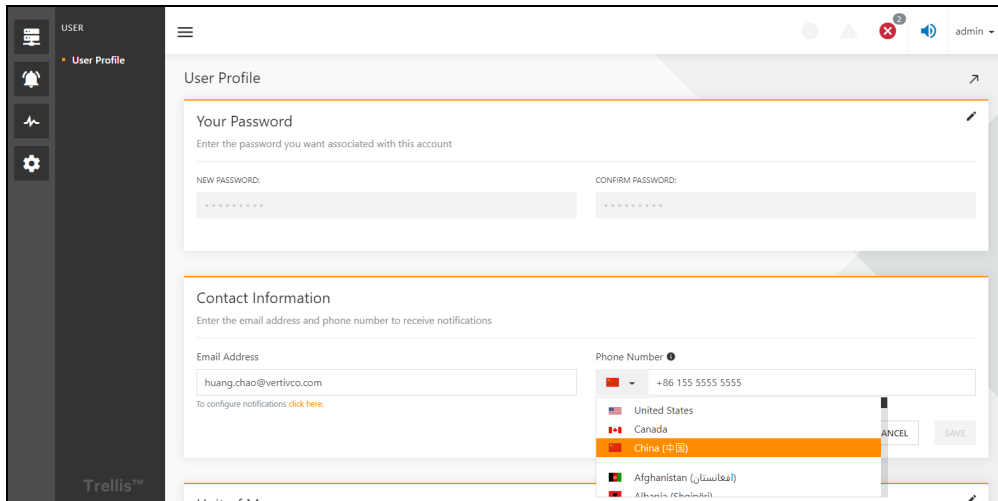 USER
User Profile
2
admin
User Profile
Your Password
Enter the password you want associated with this account
NEW PASSWORD:
CONFIRM PASSWORD:
Contact Information
Enter the email address and phone number to receive notifications
Email Address
Phone Number
huang.chao@vertivco.com
+86 155 5555 5555
To configure notifications click here.
United States
Canada
China (中国)
CANCEL
SAVE
Afghanistan (‫افغانستان‬‎)
Albania (Shqipëri)
Trellis™